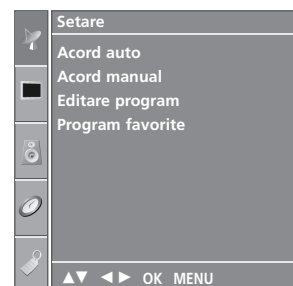 Setare
Acord auto
Acord manual
Editare program
Program favorite
▲▼ ◄► OK MENU